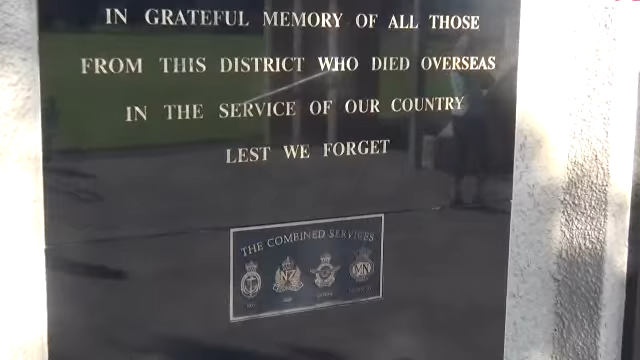 IN GRATEFUL MEMORY OF ALL THOSE
FROM THIS DISTRICT WHO DIED OVERSEAS
IN THE SERVICE OF OUR COUNTRY
LEST WE FORGET
THE COMBINED SERVICES
NZ
MN